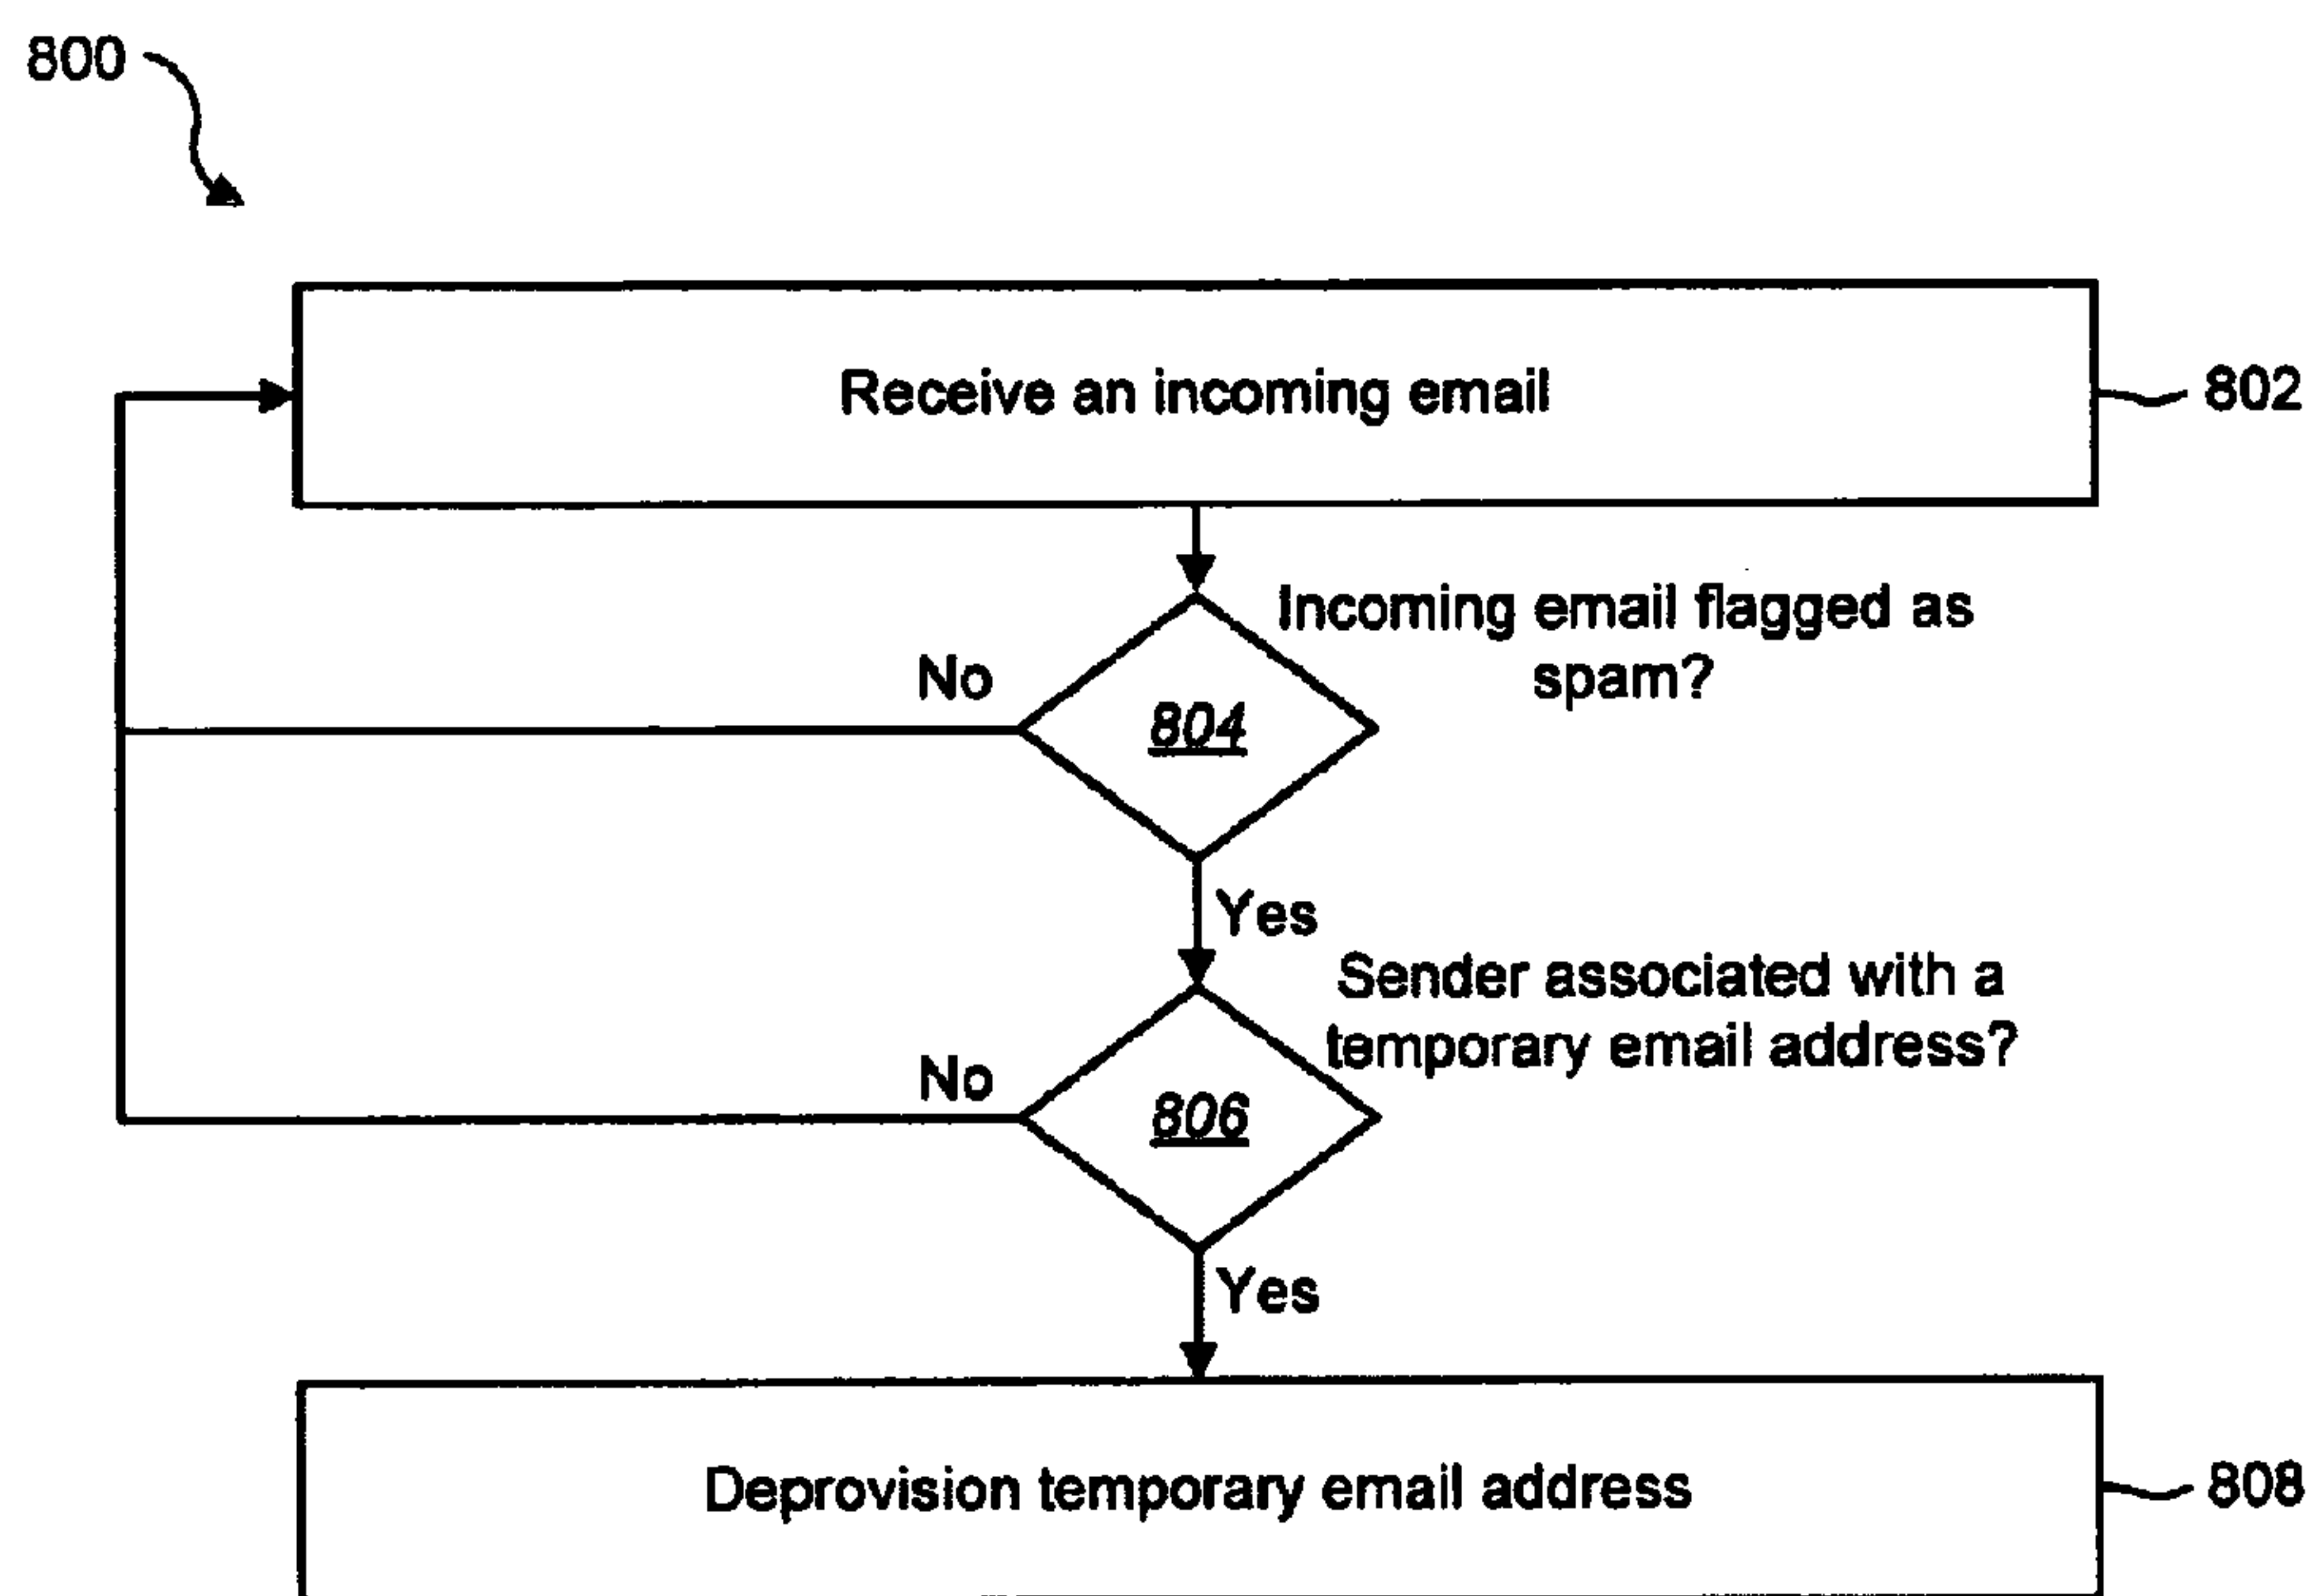 800
Receive an incoming email
802
Incoming email flagged as
spam?
No
804
Yes
Sender associated with a
temporary email address?
No
806
Yes
Deprovision temporary email address
808